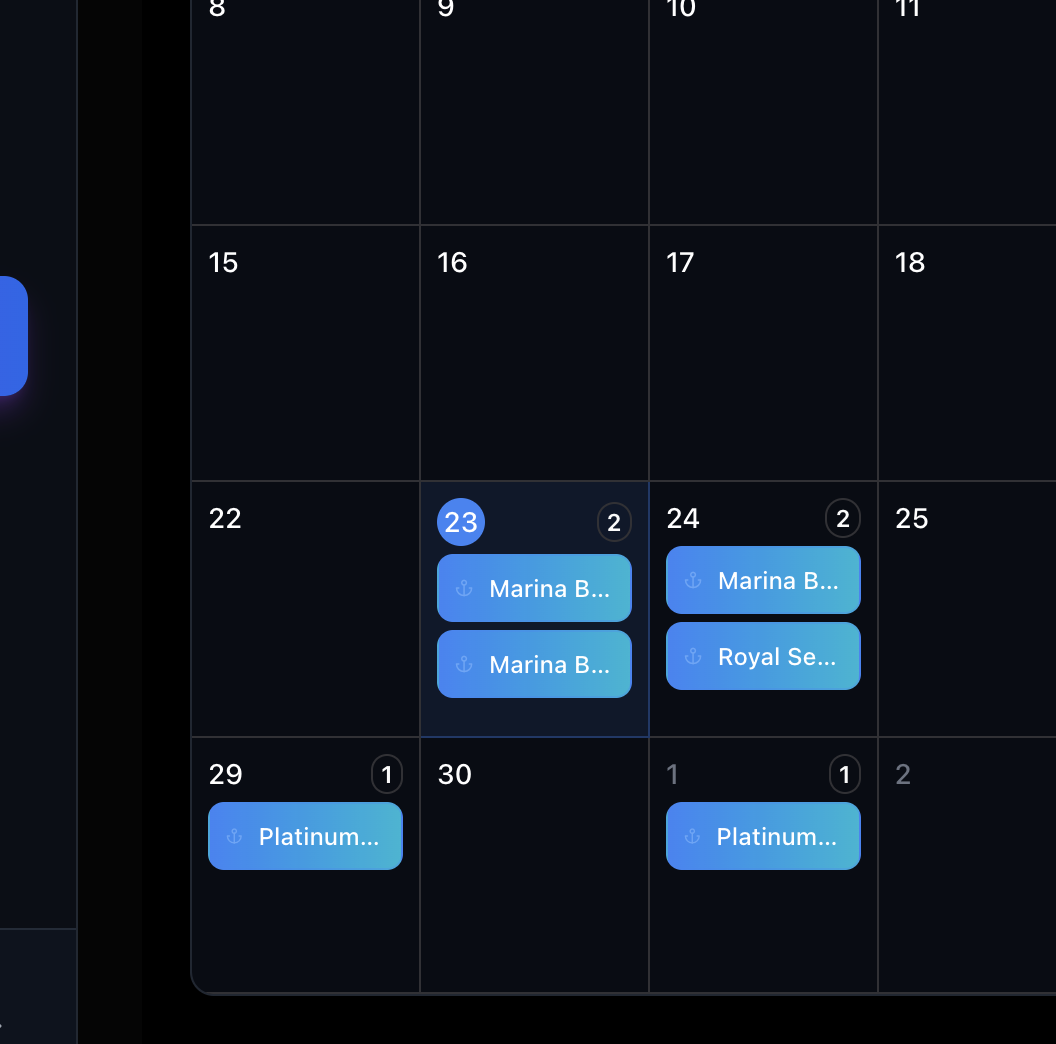 8 9 10 11
15 16 17 18
22 23 2 24 2 25
Marina B... Marina B...
Marina B... Royal Se...
29 1 30 1 1 2
Platinum... Platinum...